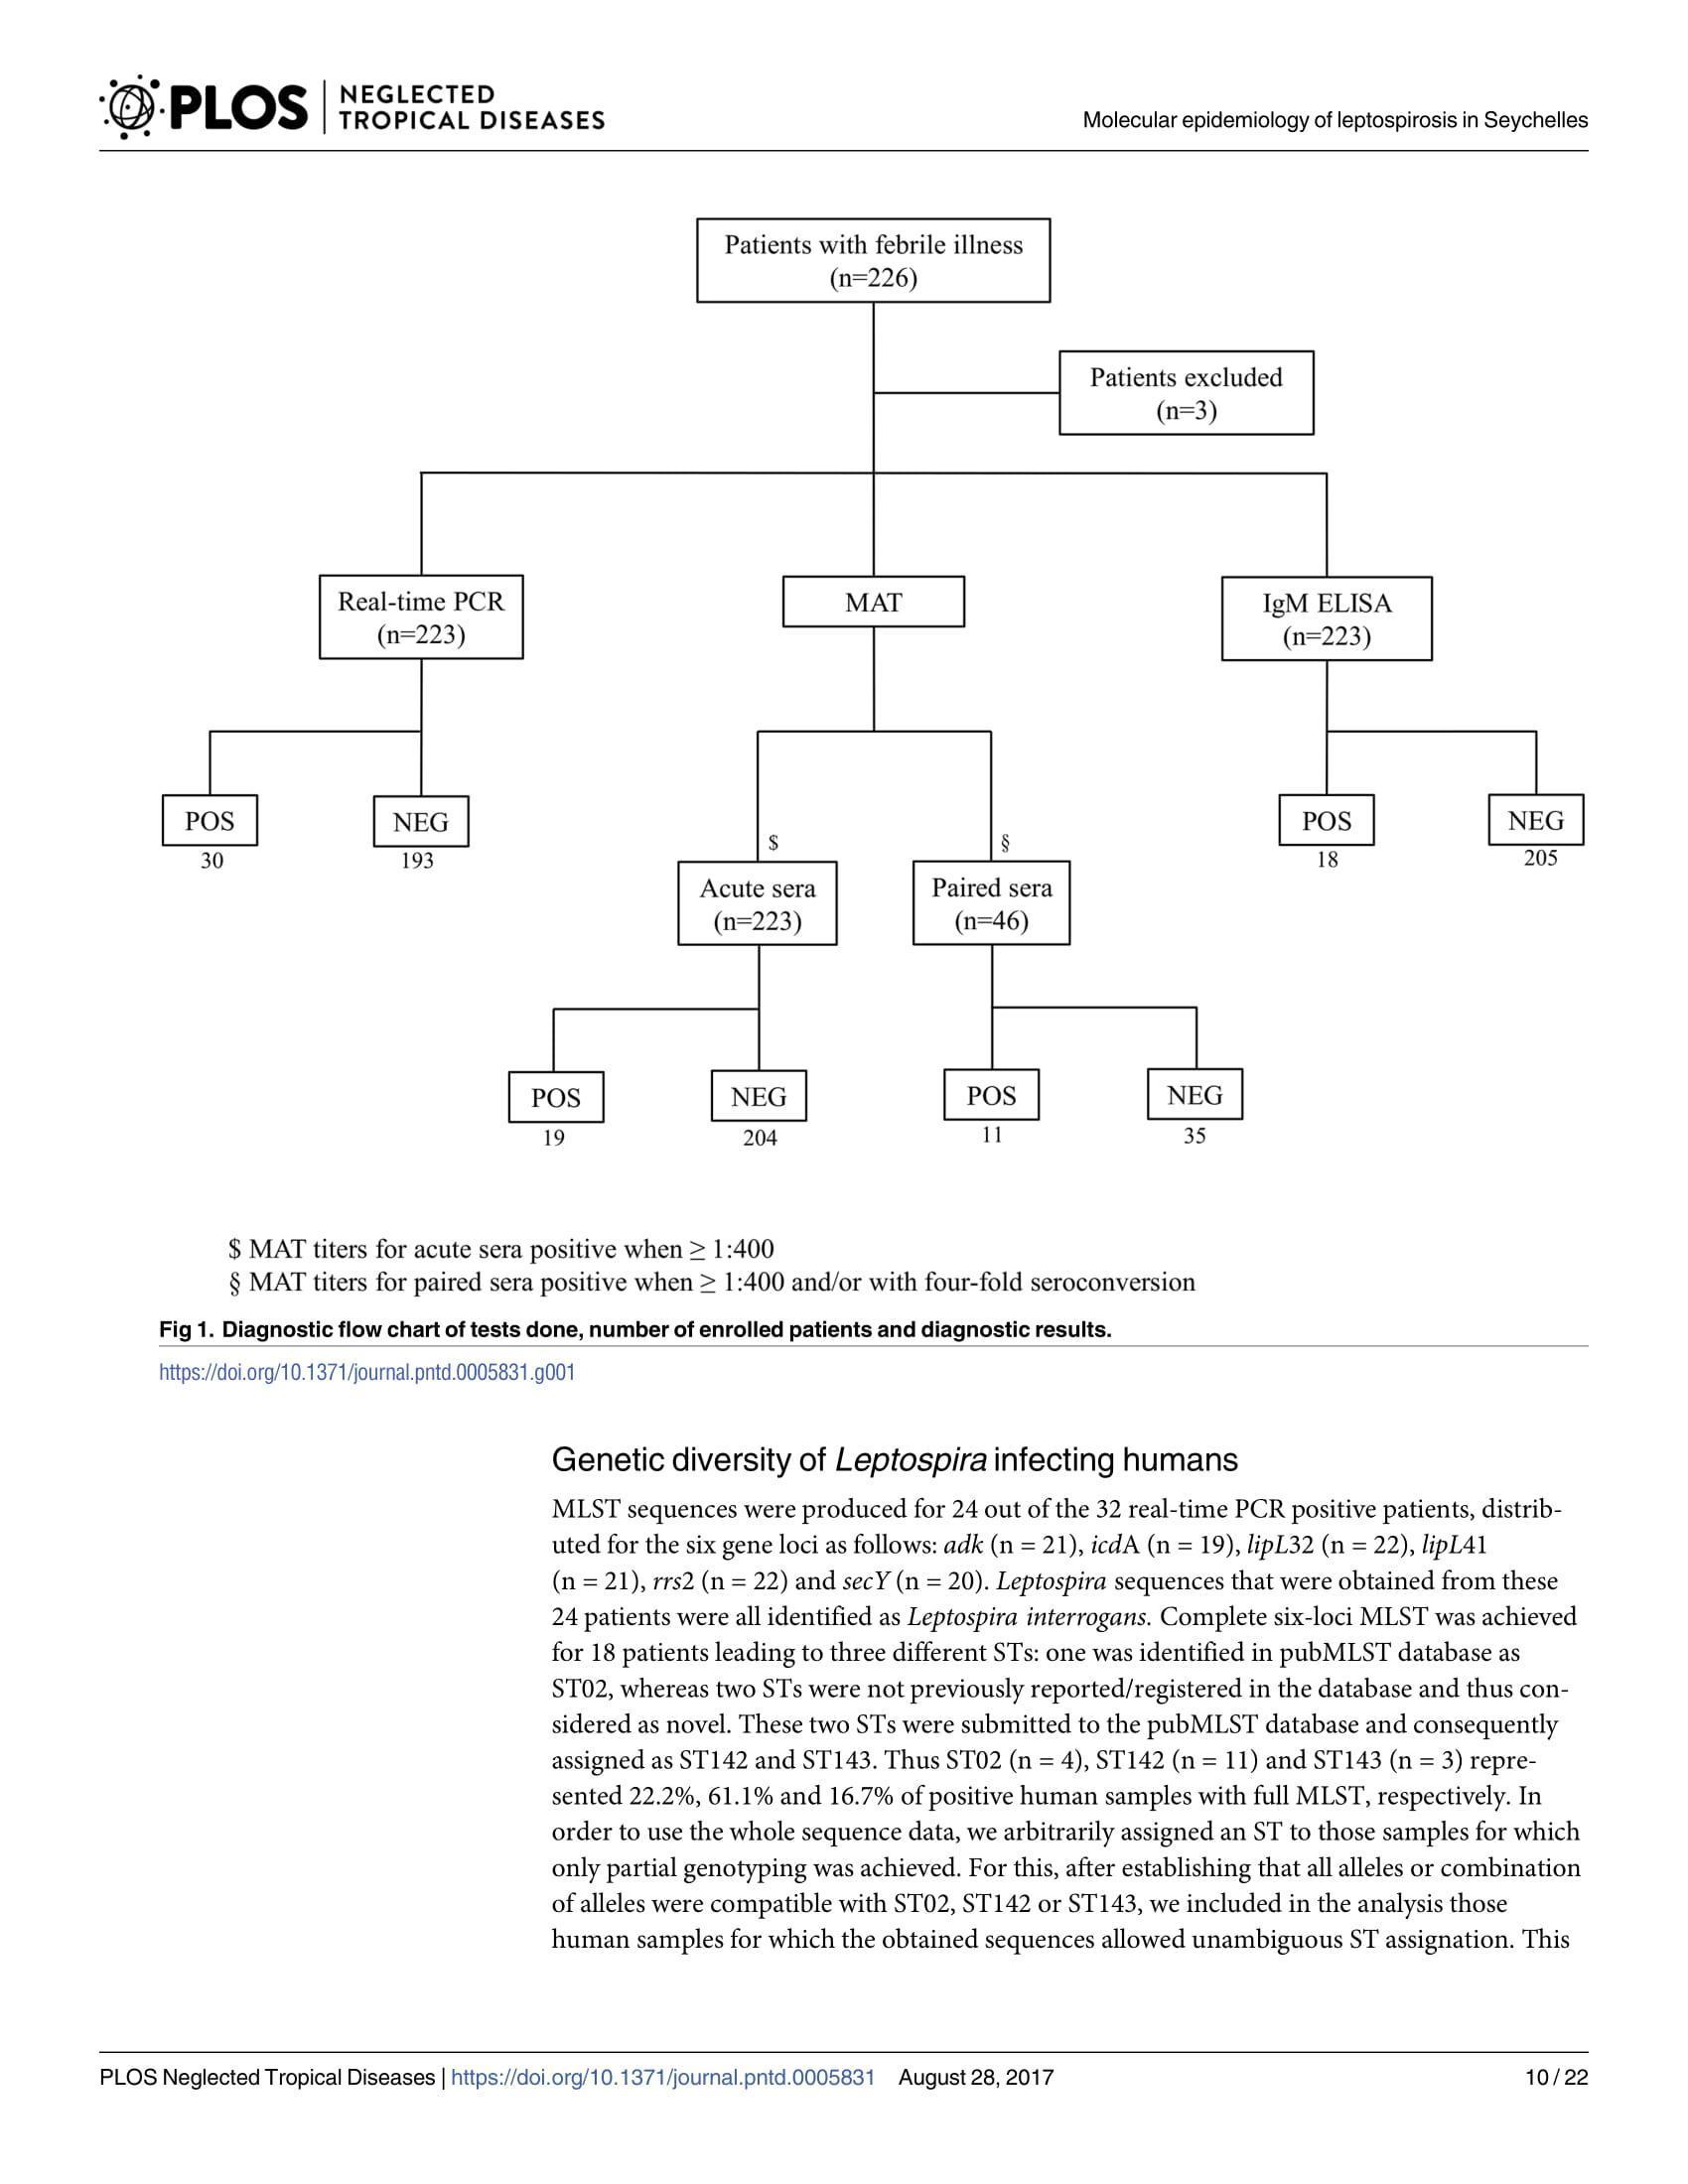 PLOS | NEGLECTED
TROPICAL DISEASES
Molecular epidemiology of leptospirosis in Seychelles
Patients with febrile illness
(n=226)
Patients excluded
(n=3)
Real-time PCR
(n=223)
MAT
IgM ELISA
(n=223)
POS
30
NEG
193
$
Acute sera
(n=223)
§
Paired sera
(n=46)
POS
18
NEG
205
POS
19
NEG
204
POS
11
NEG
35
$ MAT titers for acute sera positive when ≥ 1:400
§ MAT titers for paired sera positive when ≥ 1:400 and/or with four-fold seroconversion
Fig 1. Diagnostic flow chart of tests done, number of enrolled patients and diagnostic results.
https://doi.org/10.1371/journal.pntd.0005831.g001
Genetic diversity of Leptospira infecting humans
MLST sequences were produced for 24 out of the 32 real-time PCR positive patients, distrib-
uted for the six gene loci as follows: adk (n = 21), icdA (n = 19), lipL32 (n = 22), lipL41
(n = 21), rrs2 (n = 22) and secY (n = 20). Leptospira sequences that were obtained from these
24 patients were all identified as Leptospira interrogans. Complete six-loci MLST was achieved
for 18 patients leading to three different STs: one was identified in pubMLST database as
ST02, whereas two STs were not previously reported/registered in the database and thus con-
sidered as novel. These two STs were submitted to the pubMLST database and consequently
assigned as ST142 and ST143. Thus ST02 (n = 4), ST142 (n = 11) and ST143 (n = 3) repre-
sented 22.2%, 61.1% and 16.7% of positive human samples with full MLST, respectively. In
order to use the whole sequence data, we arbitrarily assigned an ST to those samples for which
only partial genotyping was achieved. For this, after establishing that all alleles or combination
of alleles were compatible with ST02, ST142 or ST143, we included in the analysis those
human samples for which the obtained sequences allowed unambiguous ST assignation. This
PLOS Neglected Tropical Diseases | https://doi.org/10.1371/journal.pntd.0005831 August 28, 2017
10 / 22